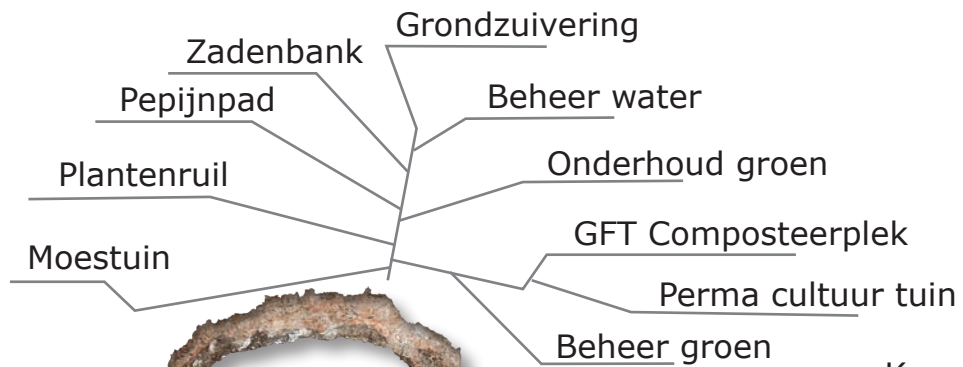 Grondzuivering
Zadenbank
Beheer water
Pepijnpad
Onderhoud groen
Plantenruil
GFT Composteerplek
Moestuin
Perma cultuur tuin
Beheer groen